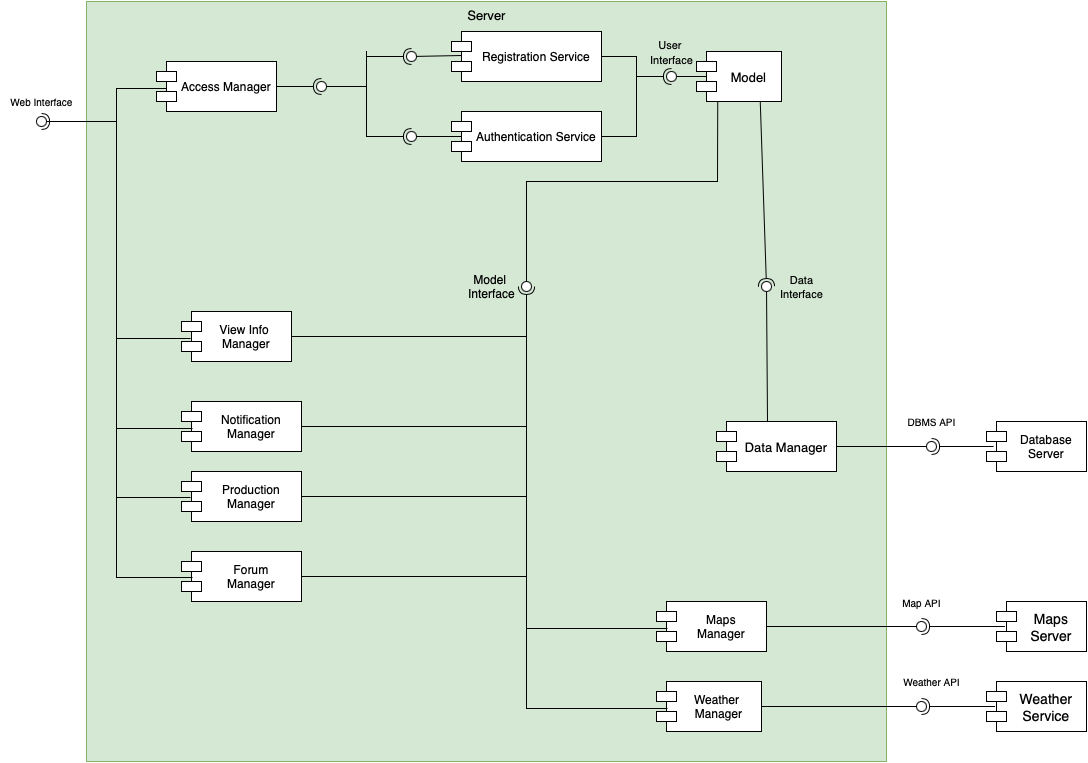 Server
Registration Service
User
Interface
Model
Access Manager
Web Interface
Authentication Service
Model
Interface
Data
Interface
View Info
Manager
Notification
Manager
DBMS API
Data Manager
Database
Server
Production
Manager
Forum
Manager
Map API
Maps
Manager
Maps
Server
Weather API
Weather
Manager
Weather
Service